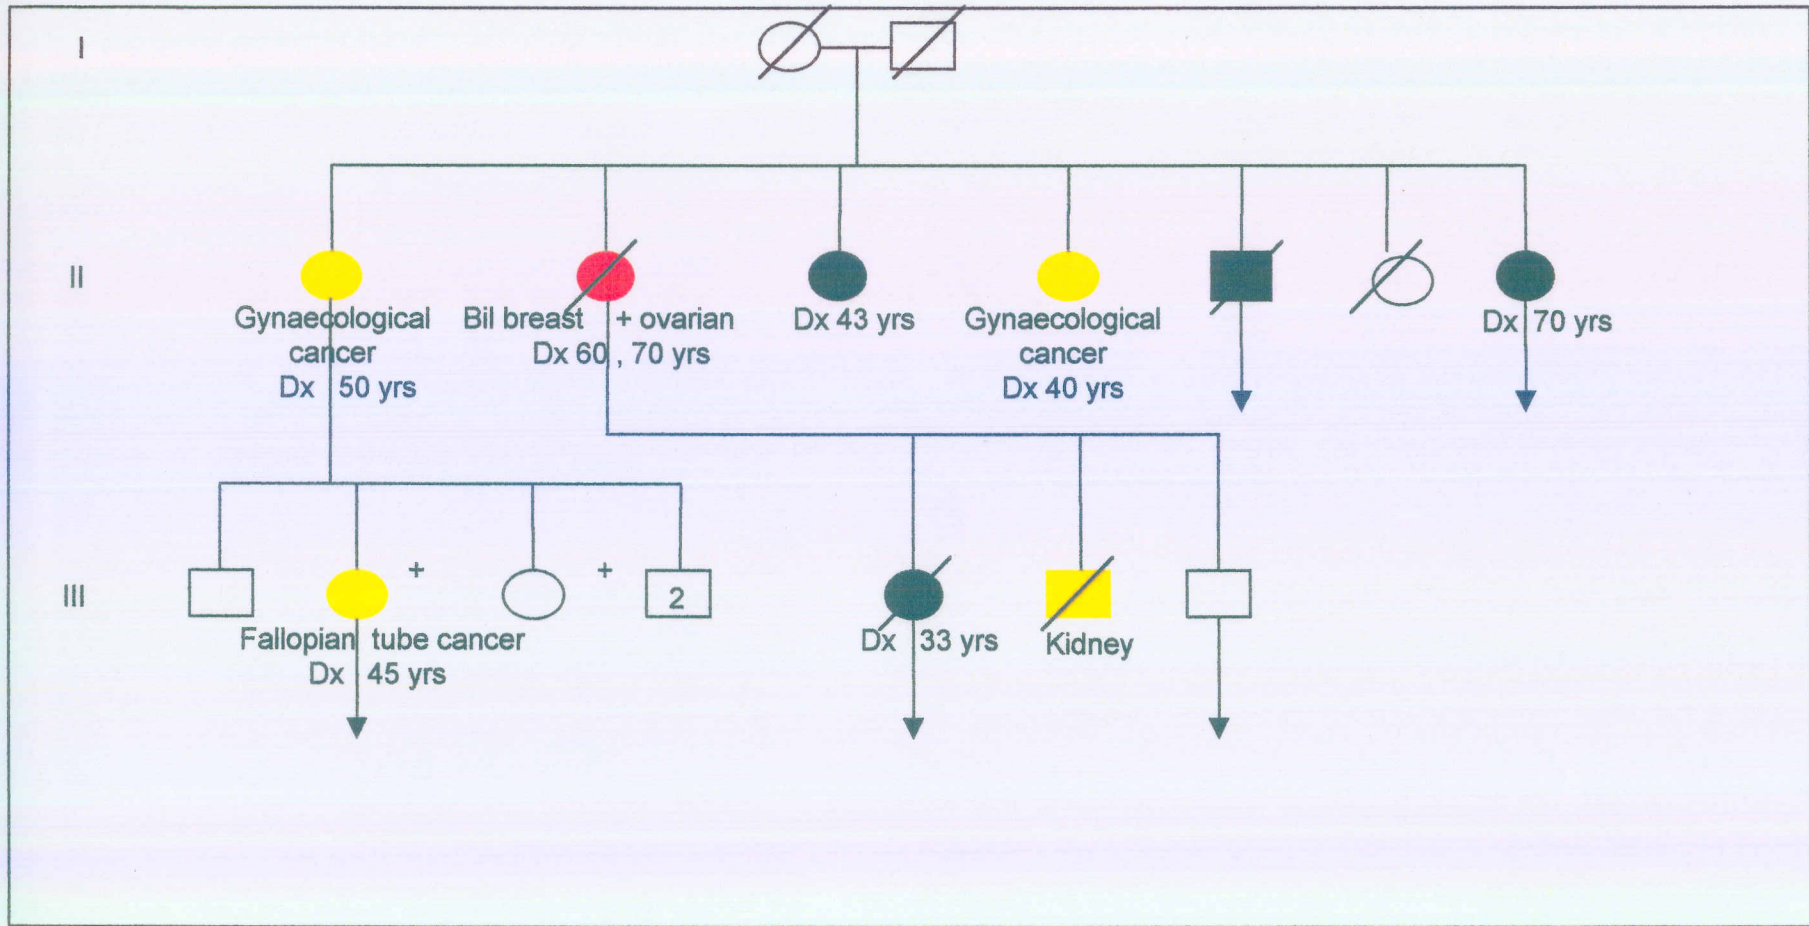 I
II
Gynaecological
cancer
Dx 50 yrs
Bil breast + ovarian
Dx 60 , 70 yrs
Dx 43 yrs
Gynaecological
cancer
Dx 40 yrs
Dx 70 yrs
III
+
+
2
Fallopian tube cancer
Dx 45 yrs
Dx 33 yrs
Kidney